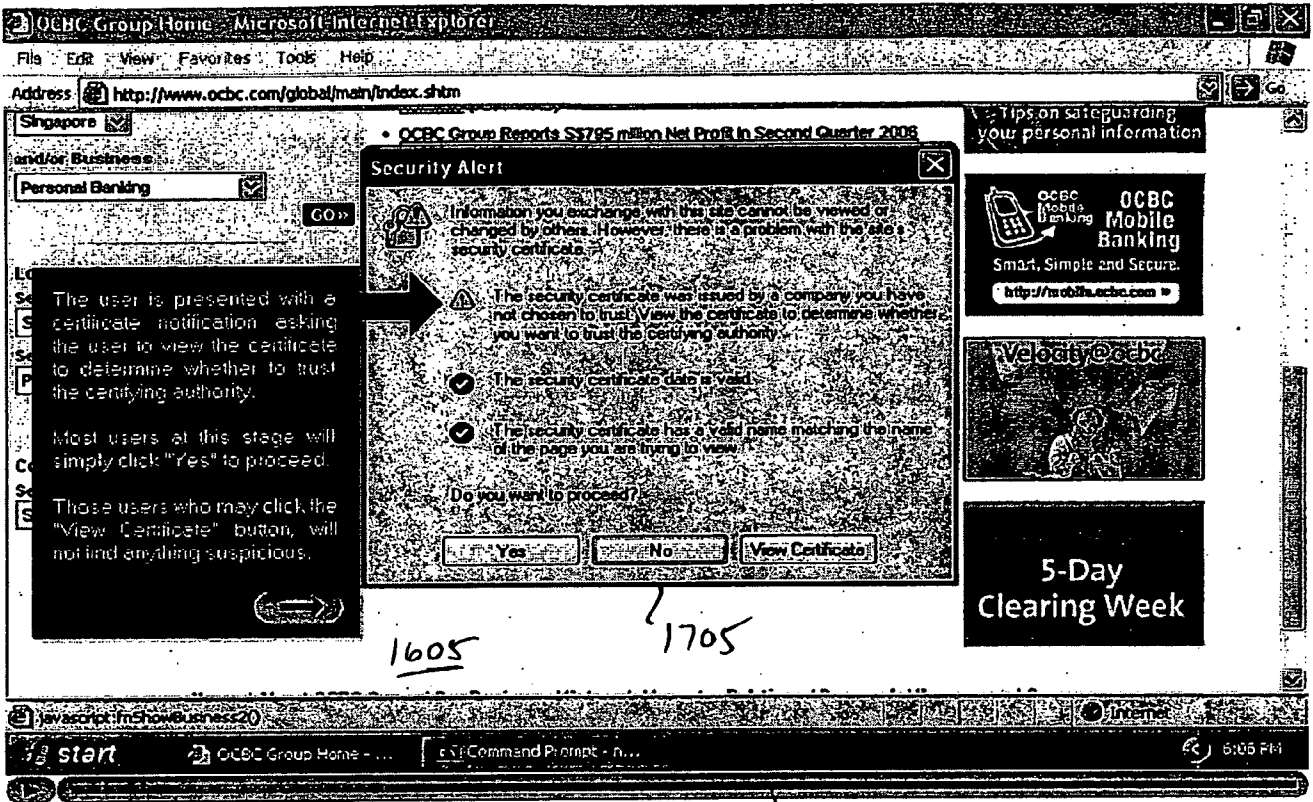 OCBC Group Home - Microsoft Internet Explorer
File Edit View Favorites Tools Help
Address http://www.ocbc.com/global/main/index.shtm Go
Singapore
and/or Business
Personal Banking
GO »
• OCBC Group Reports S$795 million Net Profit in Second Quarter 2006
Tips on safeguarding
your personal information
Security Alert
Information you exchange with this site cannot be viewed or
changed by others. However, there is a problem with the site's
security certificate.
The security certificate was issued by a company you have
not chosen to trust. View the certificate to determine whether
you want to trust the certifying authority.
The security certificate date is valid.
The security certificate has a valid name matching the name
of the page you are trying to view.
Do you want to proceed?
Yes No View Certificate
The user is presented with a
certificate notification asking
the user to view the certificate
to determine whether to trust
the certifying authority.
Most users at this stage will
simply click "Yes" to proceed.
Those users who may click the
"View Certificate" button, will
not find anything suspicious.
OCBC
Mobile
Banking
OCBC
Mobile
Banking
Smart, Simple and Secure.
http://mobile.ocbc.com »
Velocity@ocbc
5-Day
Clearing Week
1605
1705
javascript:fnShowBusiness2()
Internet
start
OCBC Group Home - ...
Command Prompt - n...
6:06 PM